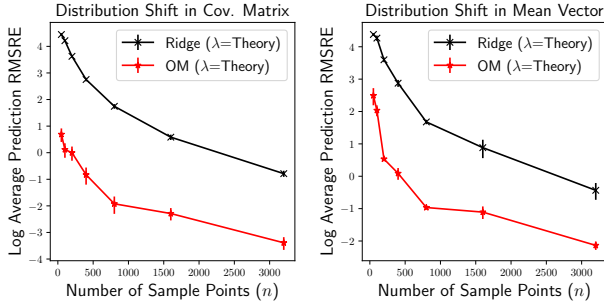 Distribution Shift in Cov. Matrix
Log Average Prediction RMSRE
4
3
2
1
0
−1
−2
−3
−4
Ridge (λ=Theory)
OM (λ=Theory)
0 500 1000 1500 2000 2500 3000
Number of Sample Points (n)
Distribution Shift in Mean Vector
Log Average Prediction RMSRE
4
3
2
1
0
−1
−2
Ridge (λ=Theory)
OM (λ=Theory)
0 500 1000 1500 2000 2500 3000
Number of Sample Points (n)